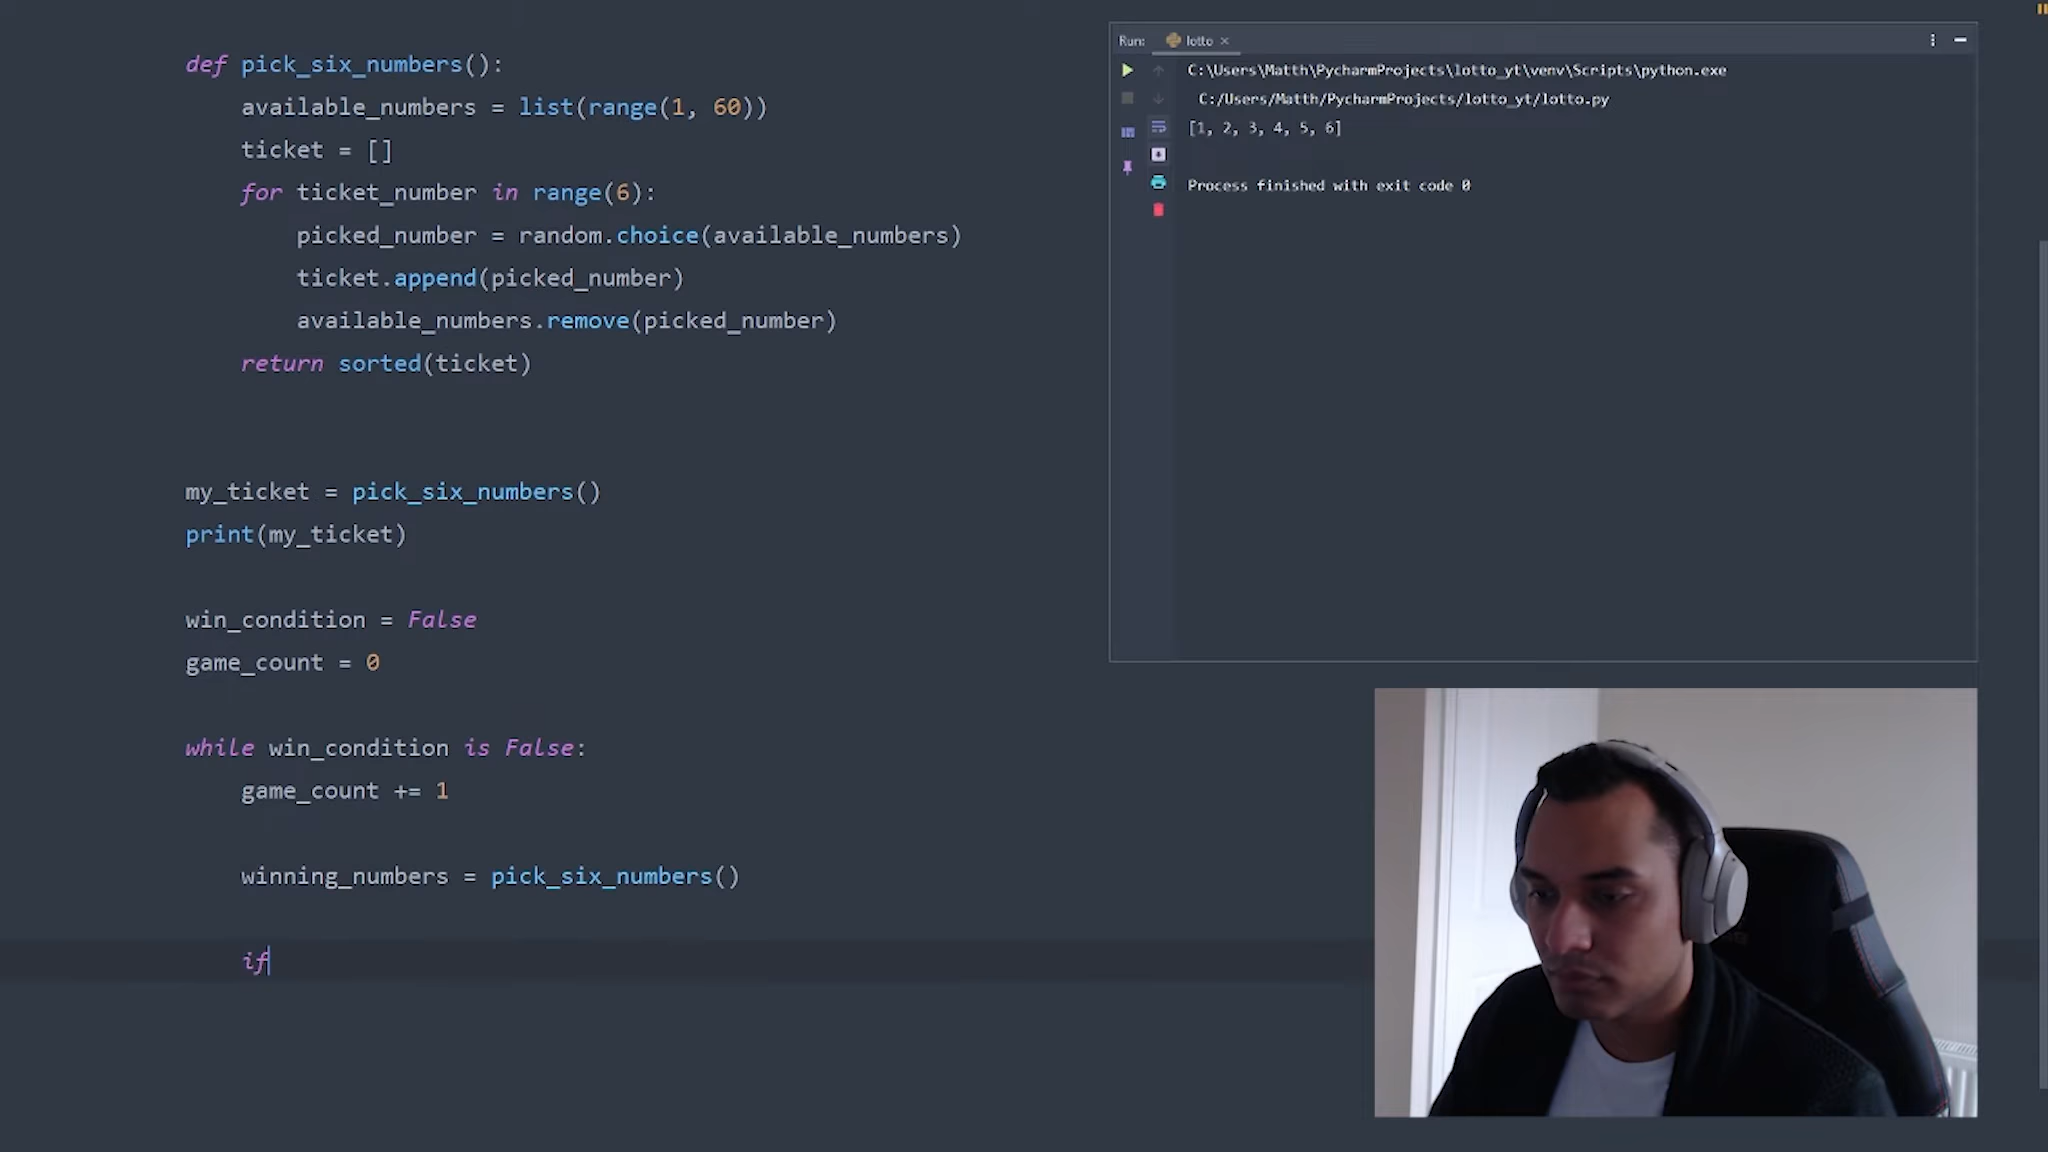 def pick_six_numbers():
available_numbers = list(range(1, 60))
ticket = []
for ticket_number in range(6):
picked_number = random.choice(available_numbers)
ticket.append(picked_number)
available_numbers.remove(picked_number)
return sorted(ticket)
my_ticket = pick_six_numbers()
print(my_ticket)
win_condition = False
game_count = 0
while win_condition is False:
game_count += 1
winning_numbers = pick_six_numbers()
if
Run: lotto
C:\Users\Matth\PycharmProjects\lotto_yt\venv\Scripts\python.exe
C:/Users/Matth/PycharmProjects/lotto_yt/lotto.py
[1, 2, 3, 4, 5, 6]
Process finished with exit code 0